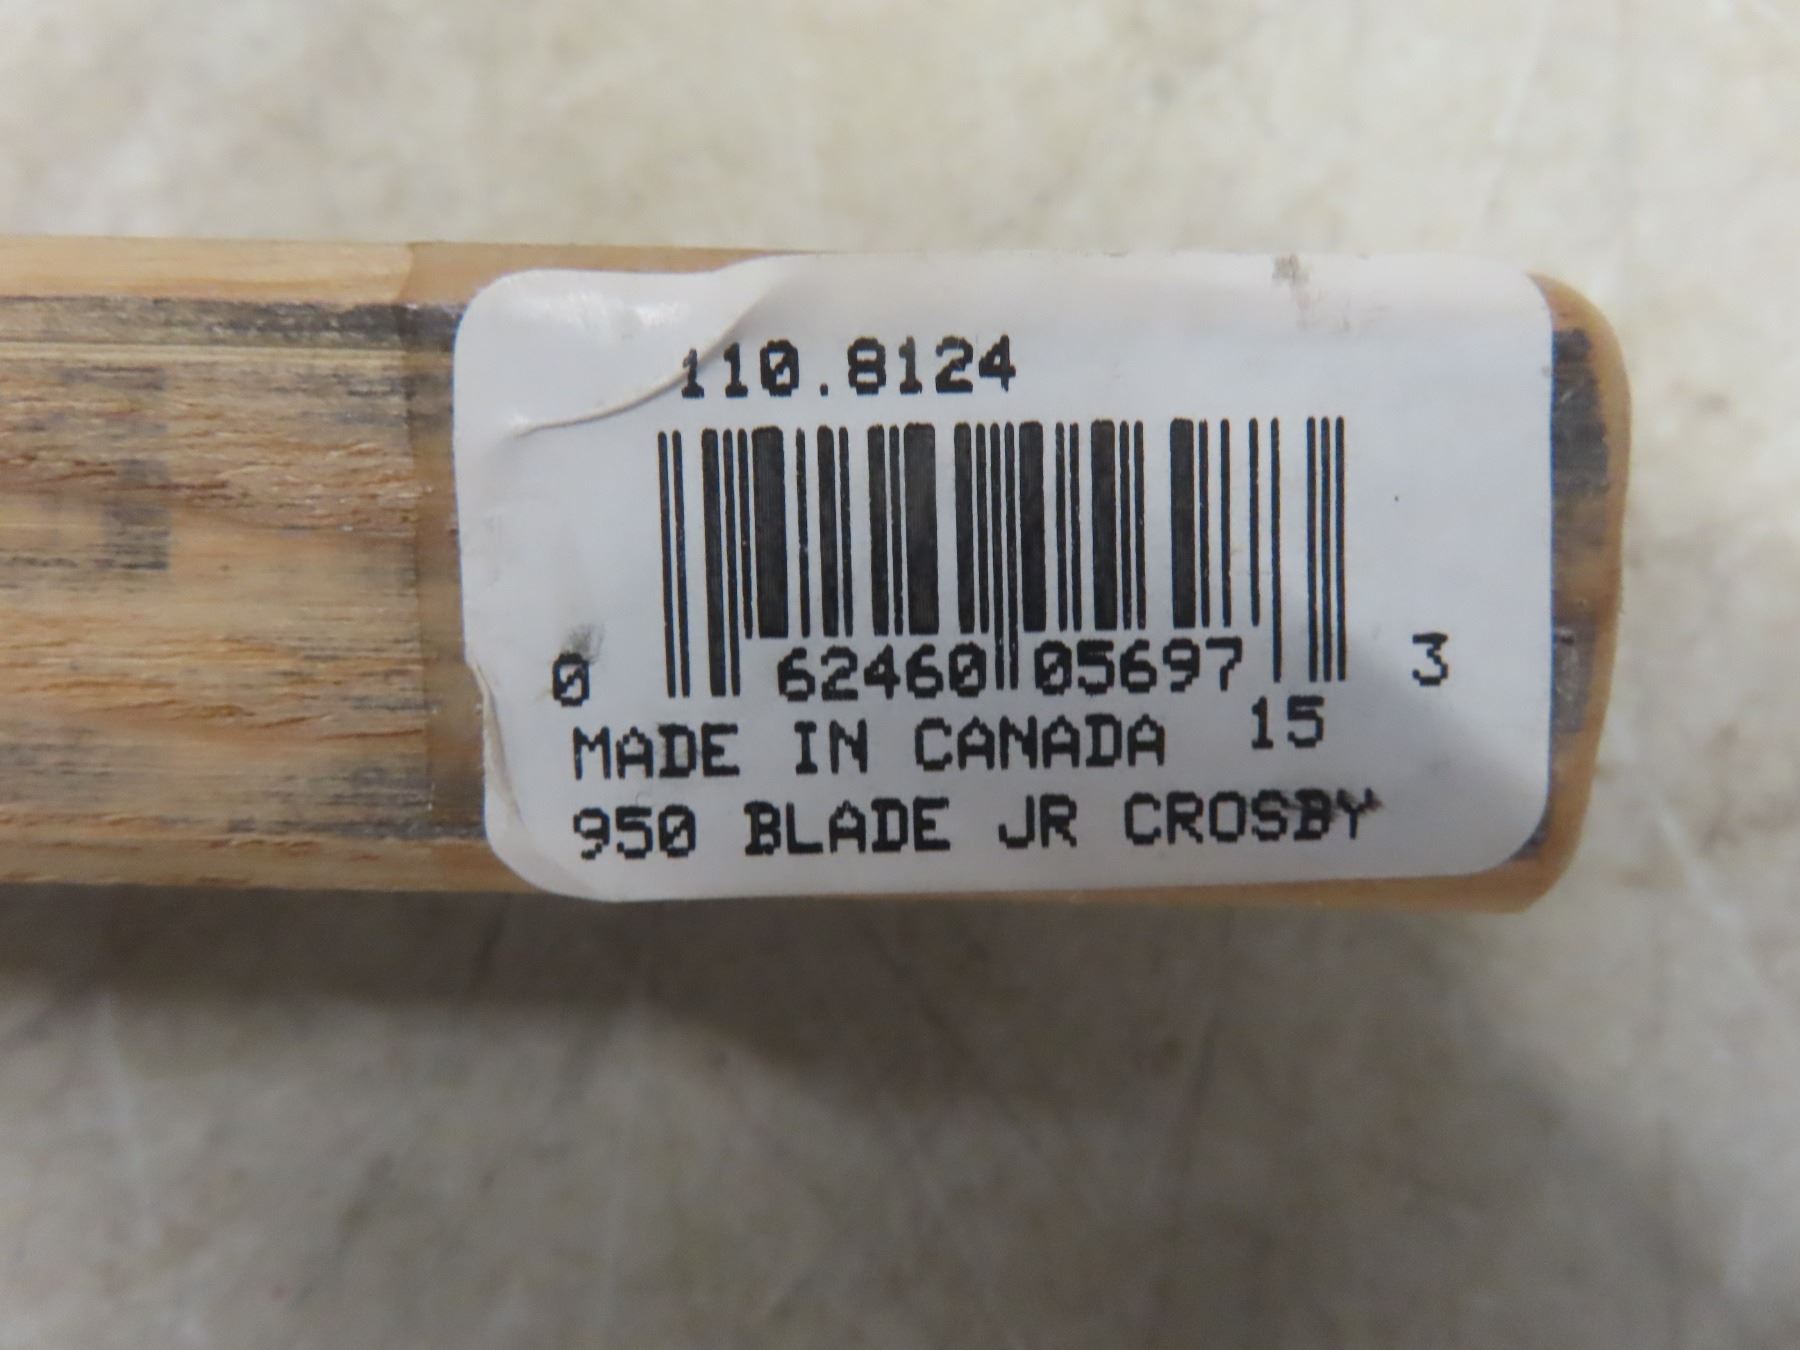 110.8124
0 62460 05697 3
MADE IN CANADA 15
950 BLADE JR CROSBY